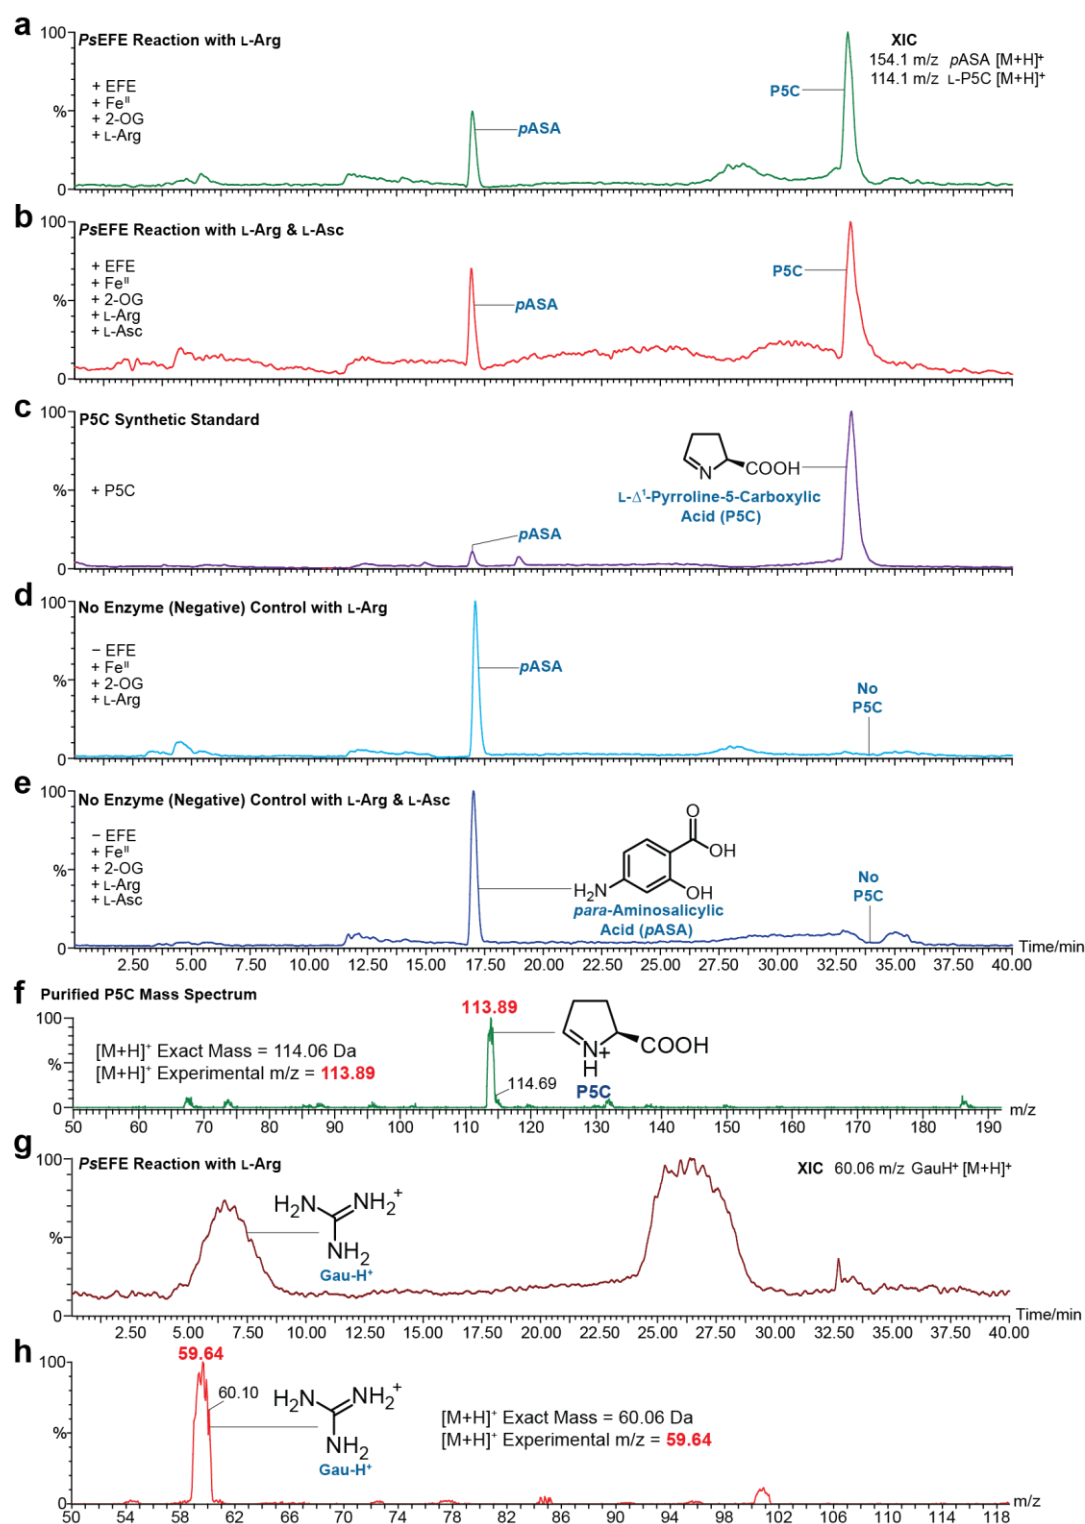 a
PsEFE Reaction with L-Arg
XIC
154.1 m/z pASA [M+H]⁺
114.1 m/z L-P5C [M+H]⁺
+ EFE
+ Feᴵᴵ
+ 2-OG
+ L-Arg
100
%
0
pASA
P5C
b
PsEFE Reaction with L-Arg & L-Asc
+ EFE
+ Feᴵᴵ
+ 2-OG
+ L-Arg
+ L-Asc
100
%
0
pASA
P5C
c
P5C Synthetic Standard
+ P5C
100
%
0
pASA
N
COOH
L-Δ¹-Pyrroline-5-Carboxylic
Acid (P5C)
d
No Enzyme (Negative) Control with L-Arg
− EFE
+ Feᴵᴵ
+ 2-OG
+ L-Arg
100
%
0
pASA
No
P5C
e
No Enzyme (Negative) Control with L-Arg & L-Asc
− EFE
+ Feᴵᴵ
+ 2-OG
+ L-Arg
+ L-Asc
100
%
0
O
OH
H₂N
OH
para-Aminosalicylic
Acid (pASA)
No
P5C
Time/min
2.50 5.00 7.50 10.00 12.50 15.00 17.50 20.00 22.50 25.00 27.50 30.00 32.50 35.00 37.50 40.00
f
Purified P5C Mass Spectrum
113.89
100
%
0
[M+H]⁺ Exact Mass = 114.06 Da
[M+H]⁺ Experimental m/z = 113.89
114.69
N+
H
COOH
P5C
m/z
50 60 70 80 90 100 110 120 130 140 150 160 170 180 190
g
PsEFE Reaction with L-Arg
XIC 60.06 m/z GauH⁺ [M+H]⁺
100
%
0
H₂N NH₂⁺
NH₂
Gau-H⁺
Time/min
2.50 5.00 7.50 10.00 12.50 15.00 17.50 20.00 22.50 25.00 27.50 30.00 32.50 35.00 37.50 40.00
h
59.64
100
%
0
60.10
H₂N NH₂⁺
NH₂
Gau-H⁺
[M+H]⁺ Exact Mass = 60.06 Da
[M+H]⁺ Experimental m/z = 59.64
m/z
50 54 58 62 66 70 74 78 82 86 90 94 98 102 106 110 114 118